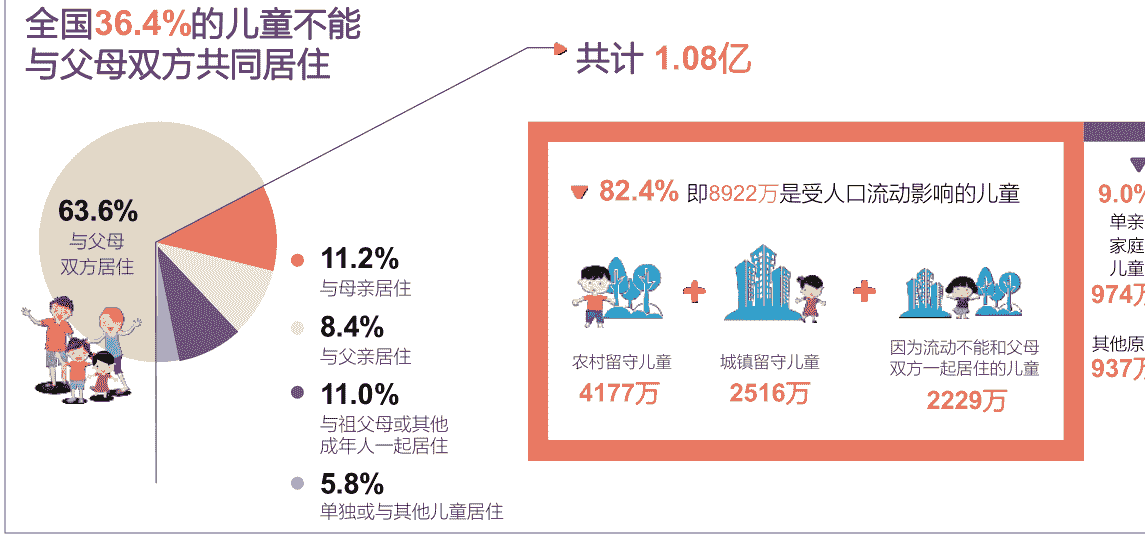 全国36.4%的儿童不能
与父母双方共同居住
共计 1.08亿
63.6%
与父母
双方居住
11.2%
与母亲居住
8.4%
与父亲居住
11.0%
与祖父母或其他
成年人一起居住
5.8%
单独或与其他儿童居住
82.4% 即8922万是受人口流动影响的儿童
农村留守儿童
4177万
城镇留守儿童
2516万
因为流动不能和父母
双方一起居住的儿童
2229万
9.0%
单亲
家庭
儿童
974万
其他原
937万